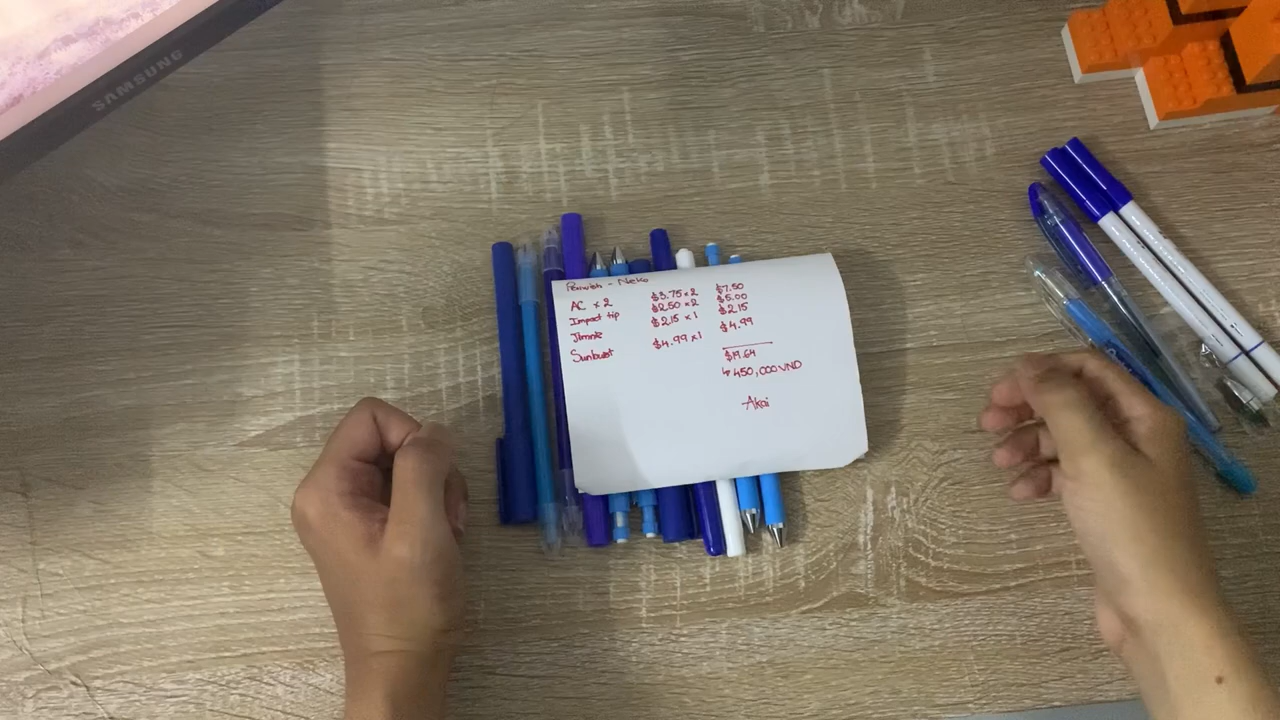 SAMSUNG
Penwish - Neko
AC x 2 $3.75 x 2 $7.50
Impact tip $2.50 x 2 $5.00
Jimnie $2.15 x 1 $2.15
Sunburst $4.99 x 1 $4.99
$19.64
↳ 450,000 VND
Akai